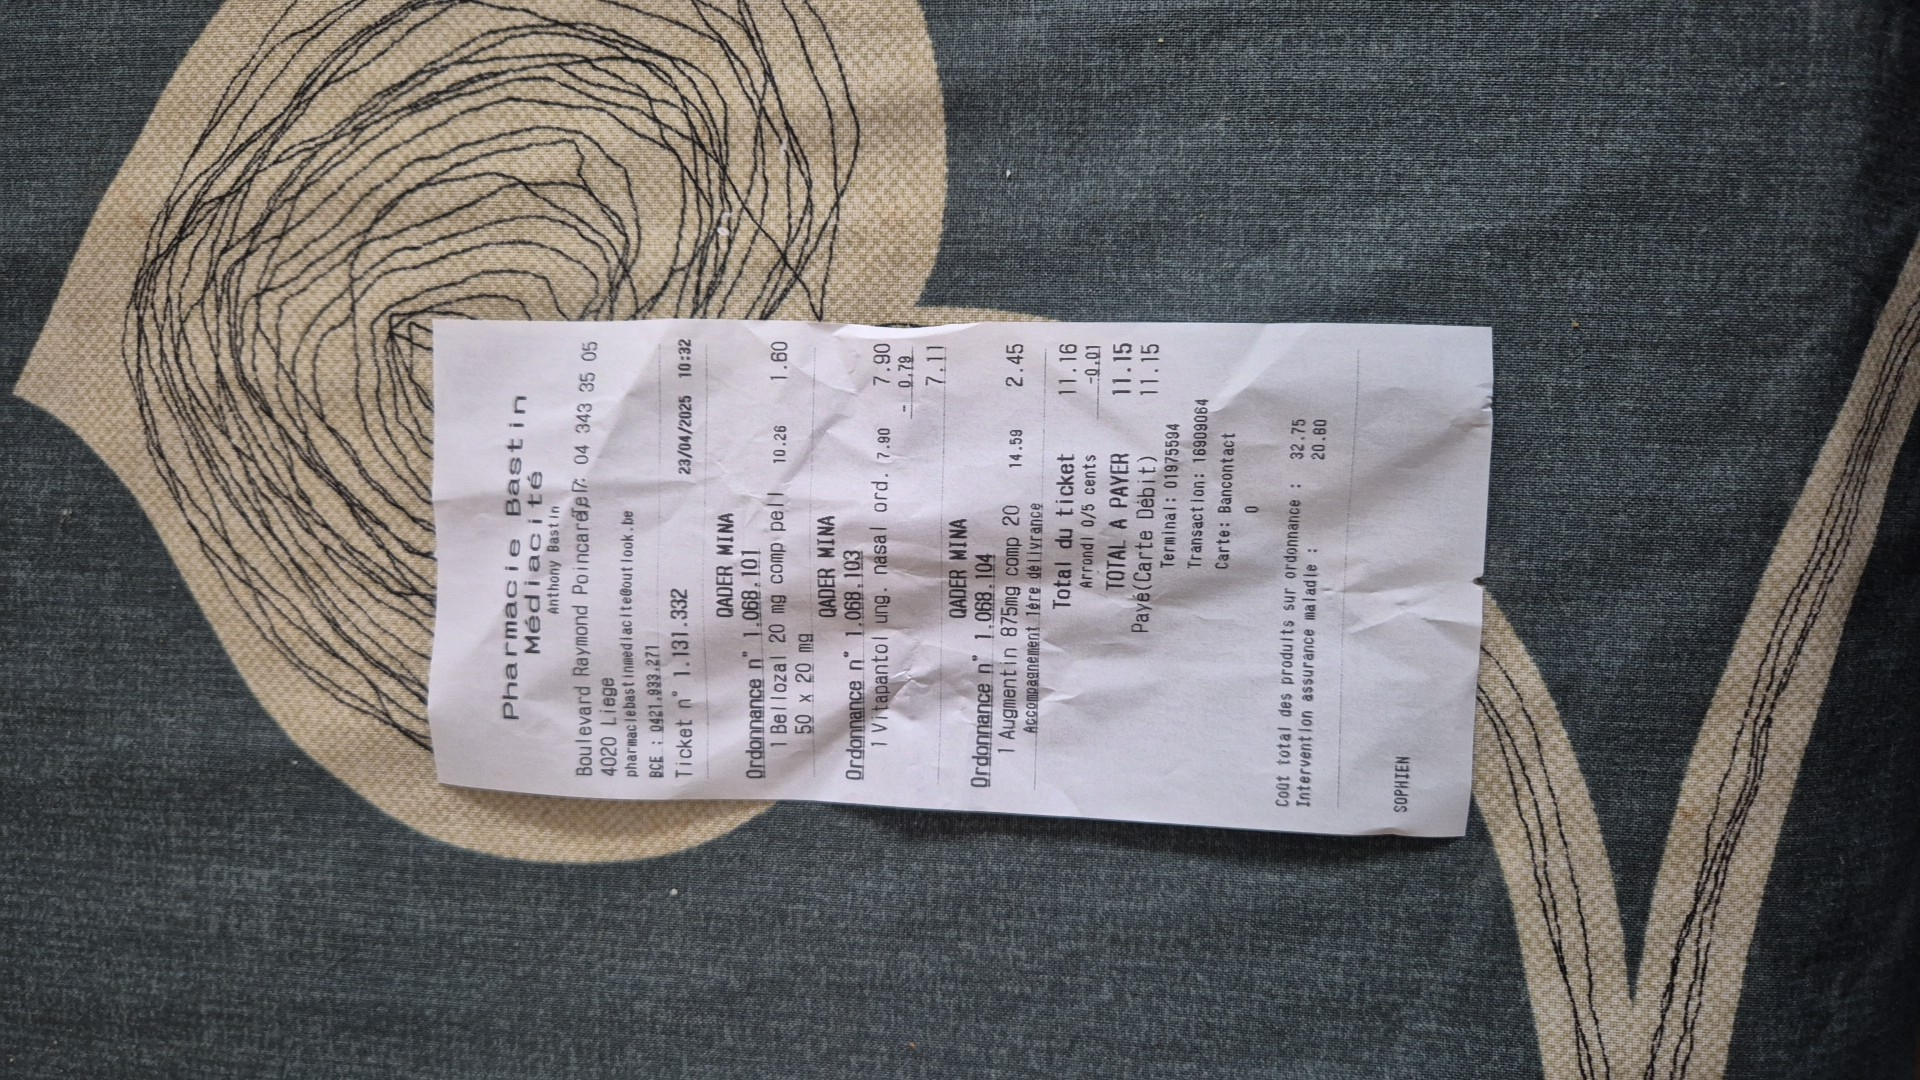 Pharmacie Bastin
Médiacité
Anthony Bastin
Boulevard Raymond Poincaré 7: 04 343 35 05
4020 Liege
pharmaciebastinmediacite@outlook.be
BCE : 0421.933.271
Ticket n° 1.131.332 23/04/2025 10:32
QADER MINA
Ordonnance n° 1.068.101
1 Bellozal 20 mg comp pell 10.26 1.60
50 x 20 mg
QADER MINA
Ordonnance n° 1.068.103
1 Vitapantol ung. nasal ord. 7.90 7.90
- 0.79
7.11
QADER MINA
Ordonnance n° 1.068.104
1 Augmentin 875mg comp 20 14.59 2.45
Accompagnement 1ère délivrance
Total du ticket 11.16
Arrondi 0/5 cents -0.01
TOTAL A PAYER 11.15
Payé(Carte Débit) 11.15
Terminal: 01975594
Transaction: 16909064
Carte: Bancontact
0
Coût total des produits sur ordonnance : 32.75
Intervention assurance maladie : 20.80
SOPHIEN